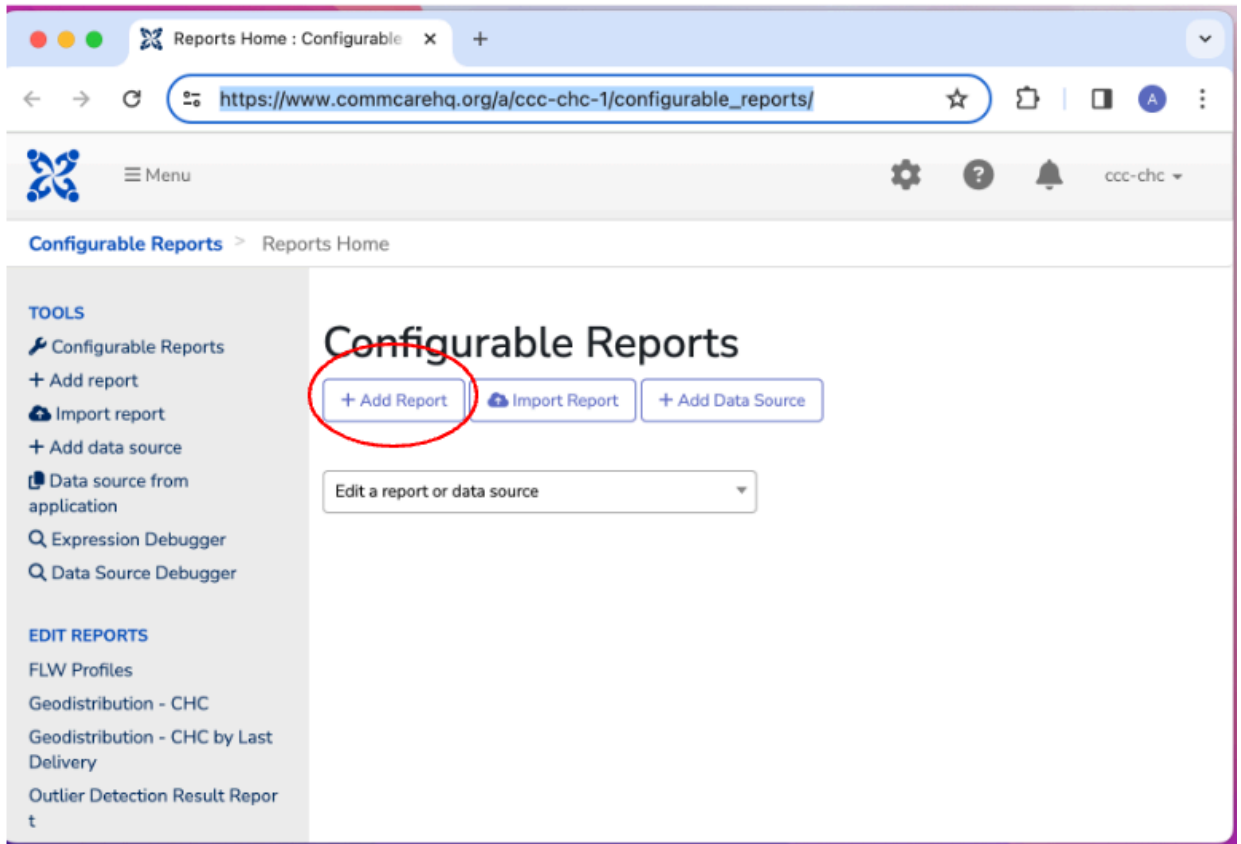 Reports Home : Configurable
https://www.commcarehq.org/a/ccc-chc-1/configurable_reports/
A
Menu
ccc-chc
Configurable Reports > Reports Home
TOOLS
Configurable Reports
+ Add report
Import report
+ Add data source
Data source from
application
Expression Debugger
Data Source Debugger
EDIT REPORTS
FLW Profiles
Geodistribution - CHC
Geodistribution - CHC by Last
Delivery
Outlier Detection Result Repor
t
Configurable Reports
+ Add Report
Import Report
+ Add Data Source
Edit a report or data source